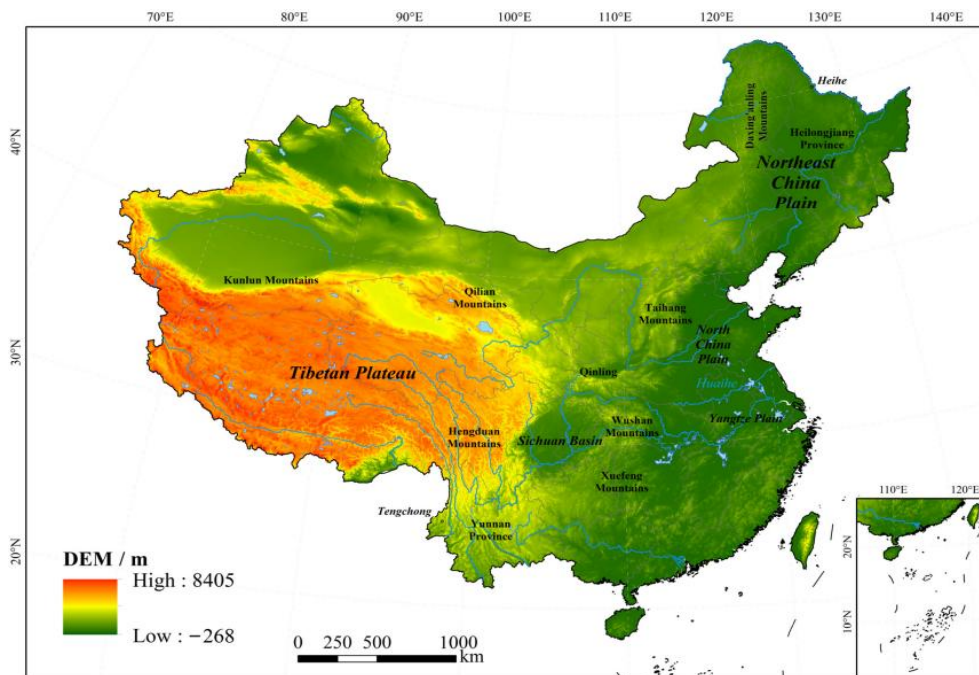 70°E 80°E 90°E 100°E 110°E 120°E 130°E 140°E
40°N
30°N
20°N
Heihe
Daxing'anling
Mountains
Heilongjiang
Province
Northeast
China
Plain
Kunlun Mountains
Qilian
Mountains
Taihang
Mountains
North
China
Plain
Tibetan Plateau
Qinling
Huaihe
Hengduan
Mountains
Sichuan Basin
Wushan
Mountains
Yangtze Plain
Xuefeng
Mountains
Tengchong
Yunnan
Province
DEM / m
High : 8405
Low : −268
0 250 500 1000
km
110°E 120°E
20°N
10°N